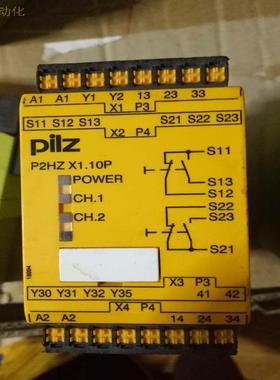 自动化
A1 A1 Y1 Y2 13 23 33
X1 P3
S11 S12 S13 S21 S22 S23
X2 P4
pilz
P2HZ X1.10P
POWER
CH.1
CH.2
S11
S13
S12
S22
S23
S21
X3 P3
Y30 Y31 Y32 Y35 41 42
X4 P4
A2 A2 14 24 34